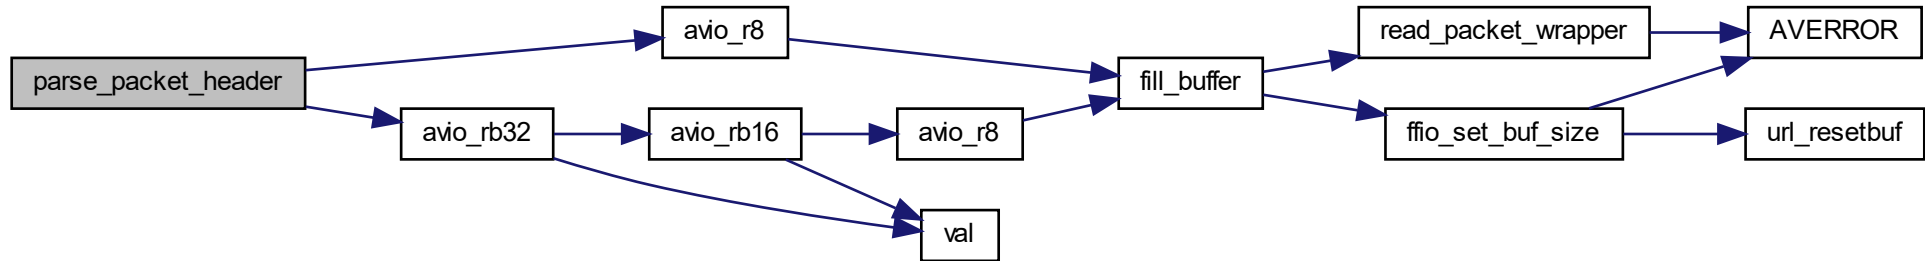 avio_r8
read_packet_wrapper
AVERROR
parse_packet_header
fill_buffer
avio_rb32
avio_rb16
avio_r8
ffio_set_buf_size
url_resetbuf
val